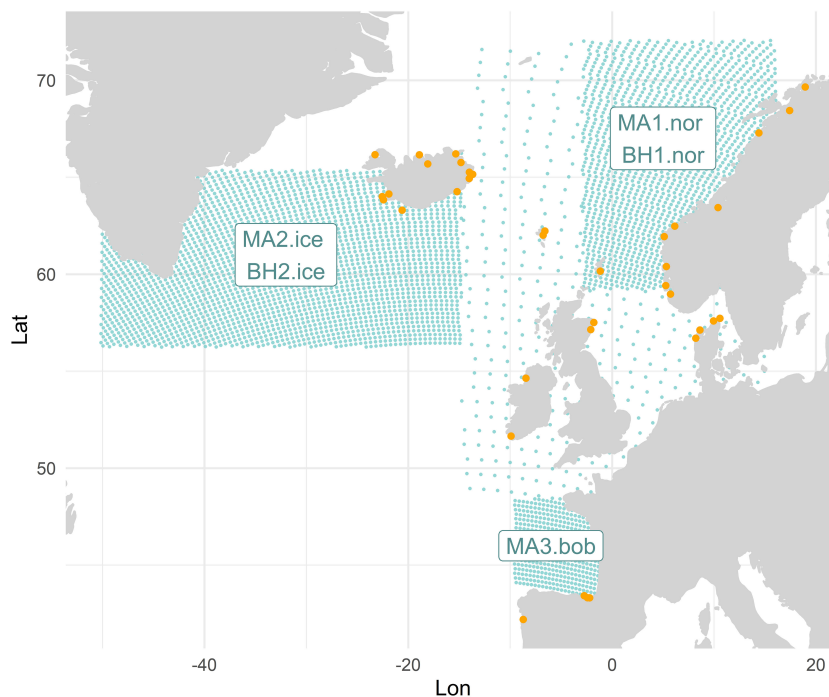 70
60
50
Lat
MA1.nor
BH1.nor
MA2.ice
BH2.ice
MA3.bob
-40
-20
0
20
Lon